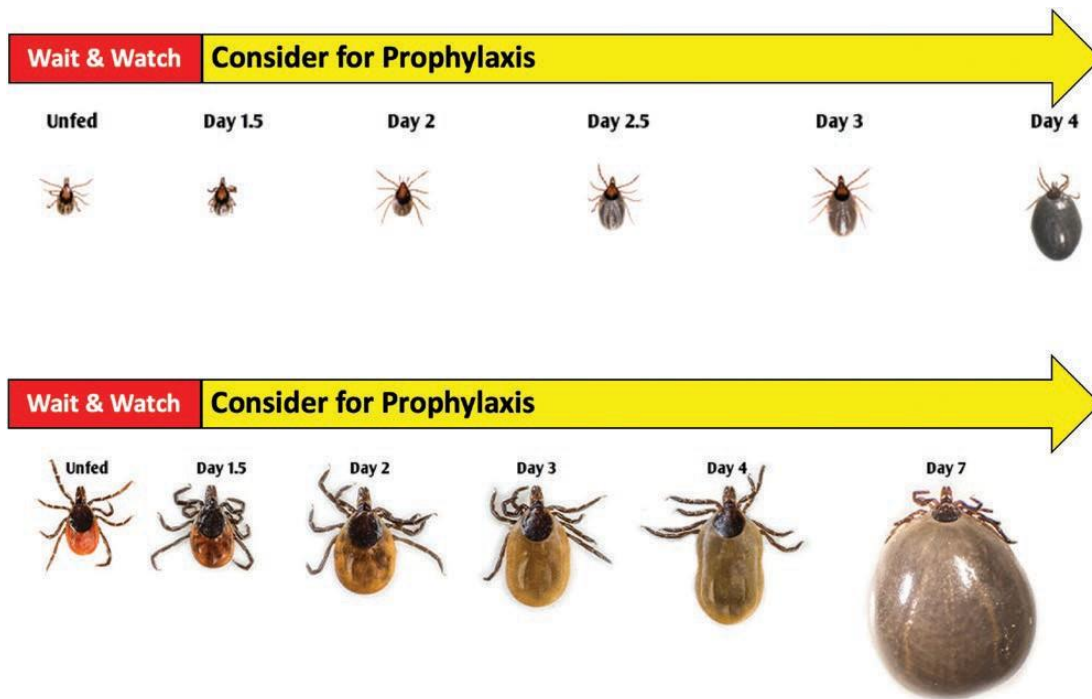 Wait & Watch Consider for Prophylaxis
Unfed Day 1.5 Day 2 Day 2.5 Day 3 Day 4
Wait & Watch Consider for Prophylaxis
Unfed Day 1.5 Day 2 Day 3 Day 4 Day 7